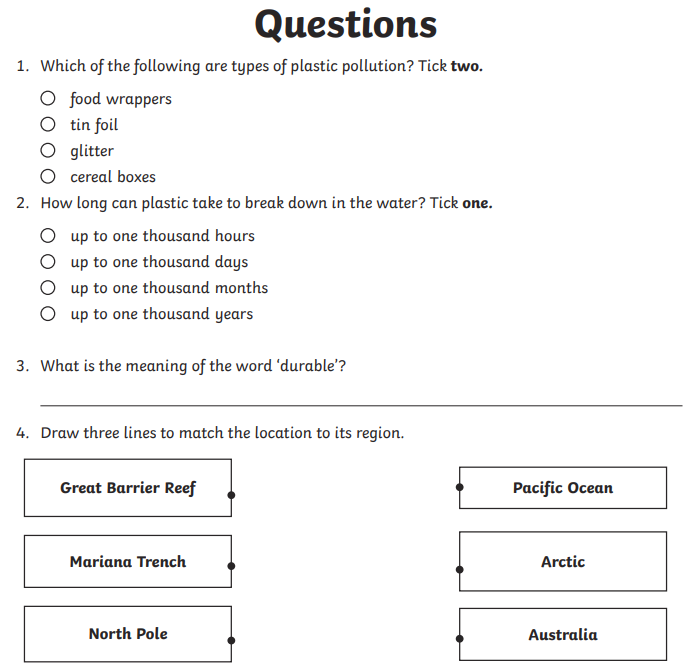 Questions
1. Which of the following are types of plastic pollution? Tick two.
food wrappers
tin foil
glitter
cereal boxes
2. How long can plastic take to break down in the water? Tick one.
up to one thousand hours
up to one thousand days
up to one thousand months
up to one thousand years
3. What is the meaning of the word ‘durable’?
4. Draw three lines to match the location to its region.
Great Barrier Reef
Pacific Ocean
Mariana Trench
Arctic
North Pole
Australia